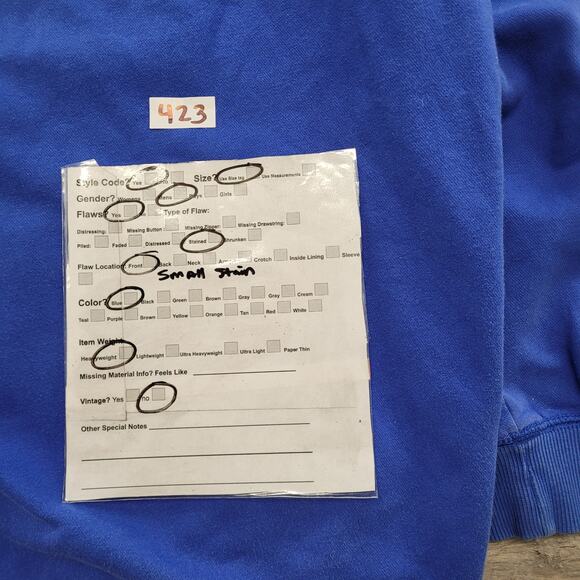 423
Style Code? Yes Size? Use Size tag Use Measurements
Gender? Womens Mens Boys Girls
Flaws? Yes Type of Flaw:
Distressing: Missing Button: Missing Zipper: Missing Drawstring:
Piled: Faded Distressed Stained Shrunken
Flaw Location: Front Back Neck Crotch Inside Lining Sleeve
Small Stain
Color? Blue Black Green Brown Gray Gray Cream
Teal Purple Brown Yellow Orange Tan Red White
Item Weight
Heavyweight Lightweight Ultra Heavyweight Ultra Light Paper Thin
Missing Material Info? Feels Like
Vintage? Yes no
Other Special Notes